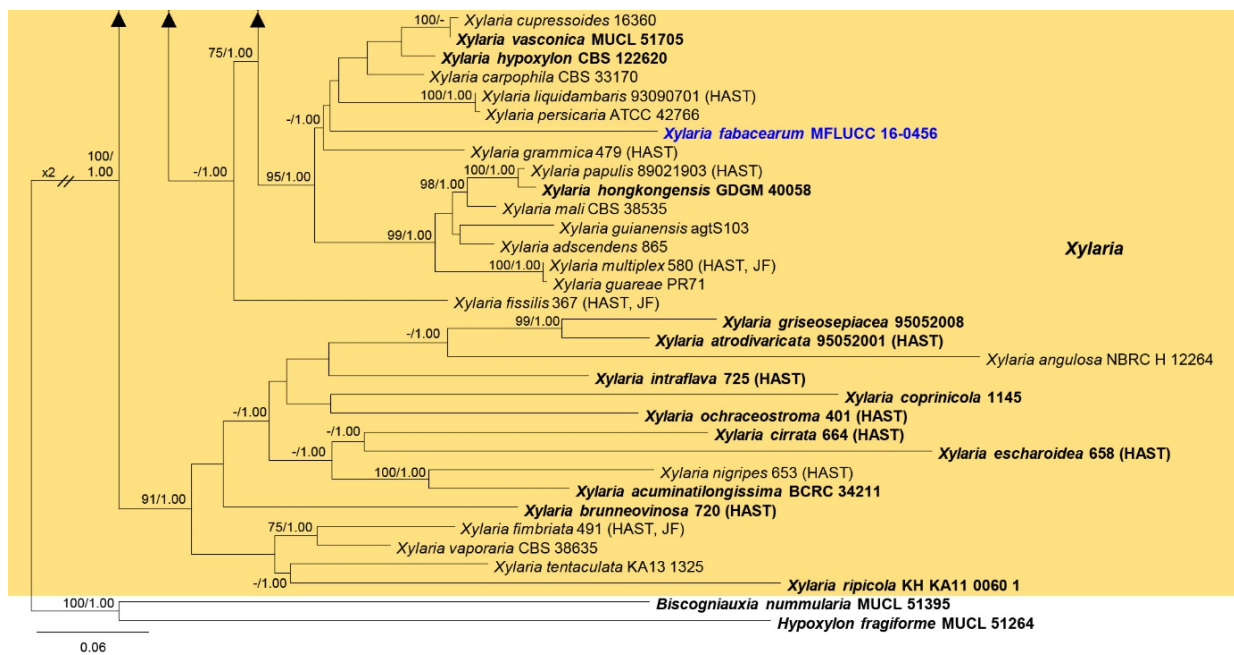 100/-
Xylaria cupressoides 16360
Xylaria vasconica MUCL 51705
75/1.00
Xylaria hypoxylon CBS 122620
Xylaria carpophila CBS 33170
100/1.00
Xylaria liquidambaris 93090701 (HAST)
Xylaria persicaria ATCC 42766
-/1.00
Xylaria fabacearum MFLUCC 16-0456
Xylaria grammica 479 (HAST)
100/
1.00
x2
-/1.00
95/1.00
100/1.00
Xylaria papulis 89021903 (HAST)
98/1.00
Xylaria hongkongensis GDGM 40058
Xylaria mali CBS 38535
Xylaria guianensis agtS103
99/1.00
Xylaria adscendens 865
Xylaria
100/1.00
Xylaria multiplex 580 (HAST, JF)
Xylaria guareae PR71
Xylaria fissilis 367 (HAST, JF)
99/1.00
Xylaria griseosepiacea 95052008
-/1.00
Xylaria atrodivaricata 95052001 (HAST)
Xylaria angulosa NBRC H 12264
Xylaria intraflava 725 (HAST)
Xylaria coprinicola 1145
-/1.00
Xylaria ochraceostroma 401 (HAST)
-/1.00
Xylaria cirrata 664 (HAST)
-/1.00
Xylaria escharoidea 658 (HAST)
100/1.00
Xylaria nigripes 653 (HAST)
Xylaria acuminatilongissima BCRC 34211
91/1.00
Xylaria brunneovinosa 720 (HAST)
75/1.00
Xylaria fimbriata 491 (HAST, JF)
Xylaria vaporaria CBS 38635
Xylaria tentaculata KA13 1325
-/1.00
Xylaria ripicola KH KA11 0060 1
100/1.00
Biscogniauxia nummularia MUCL 51395
Hypoxylon fragiforme MUCL 51264
0.06